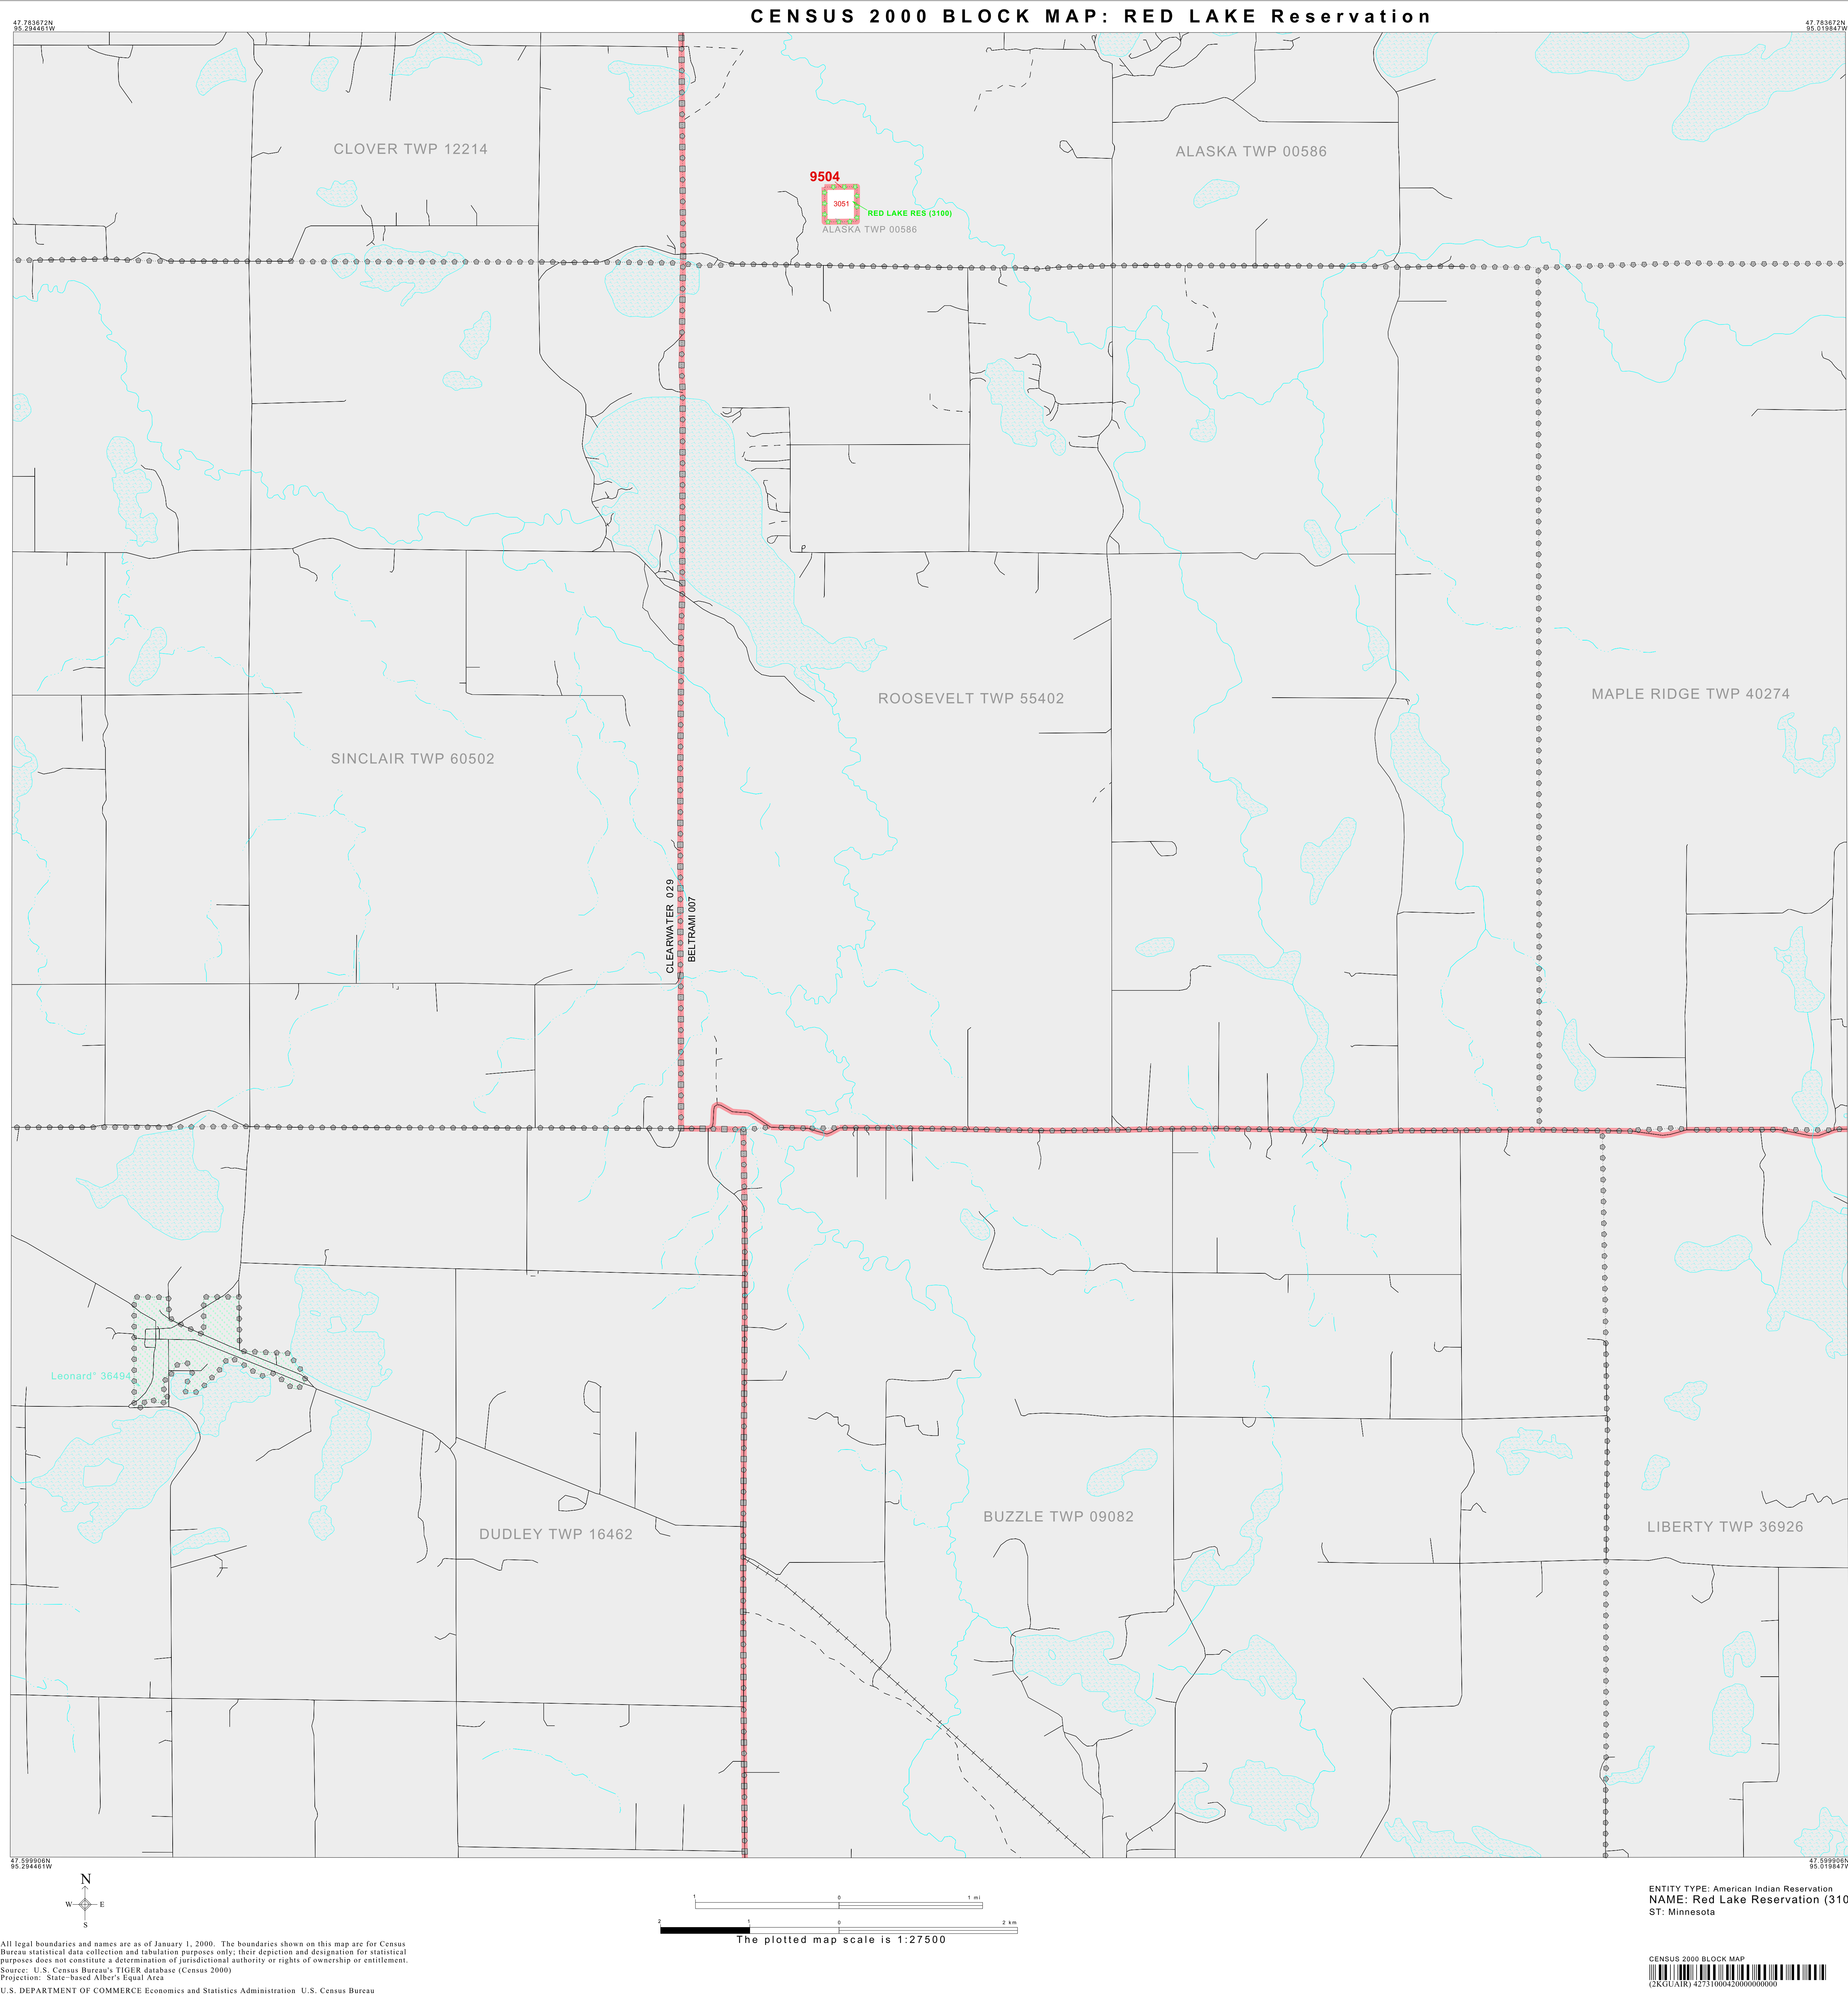 CENSUS 2000 BLOCK MAP: RED LAKE Reservation
47.783672N
95.294461W
47.783672N
95.019847W
CLOVER TWP 12214
ALASKA TWP 00586
9504
3051
RED LAKE RES (3100)
ALASKA TWP 00586
ROOSEVELT TWP 55402
MAPLE RIDGE TWP 40274
SINCLAIR TWP 60502
CLEARWATER 029
BELTRAMI 007
Leonard" 36494
DUDLEY TWP 16462
BUZZLE TWP 09082
LIBERTY TWP 36926
47.599906N
95.294461W
47.599906N
95.019847W
N
W E
S
1 0 1 mi
2 1 0 2 km
The plotted map scale is 1:27500
ENTITY TYPE: American Indian Reservation
NAME: Red Lake Reservation (310
ST: Minnesota
All legal boundaries and names are as of January 1, 2000. The boundaries shown on this map are for Census
Bureau statistical data collection and tabulation purposes only; their depiction and designation for statistical
purposes does not constitute a determination of jurisdictional authority or rights of ownership or entitlement.
Source: U.S. Census Bureau's TIGER database (Census 2000)
Projection: State-based Alber's Equal Area
U.S. DEPARTMENT OF COMMERCE Economics and Statistics Administration U.S. Census Bureau
CENSUS 2000 BLOCK MAP
(2KGUAIR) 42731000420000000000